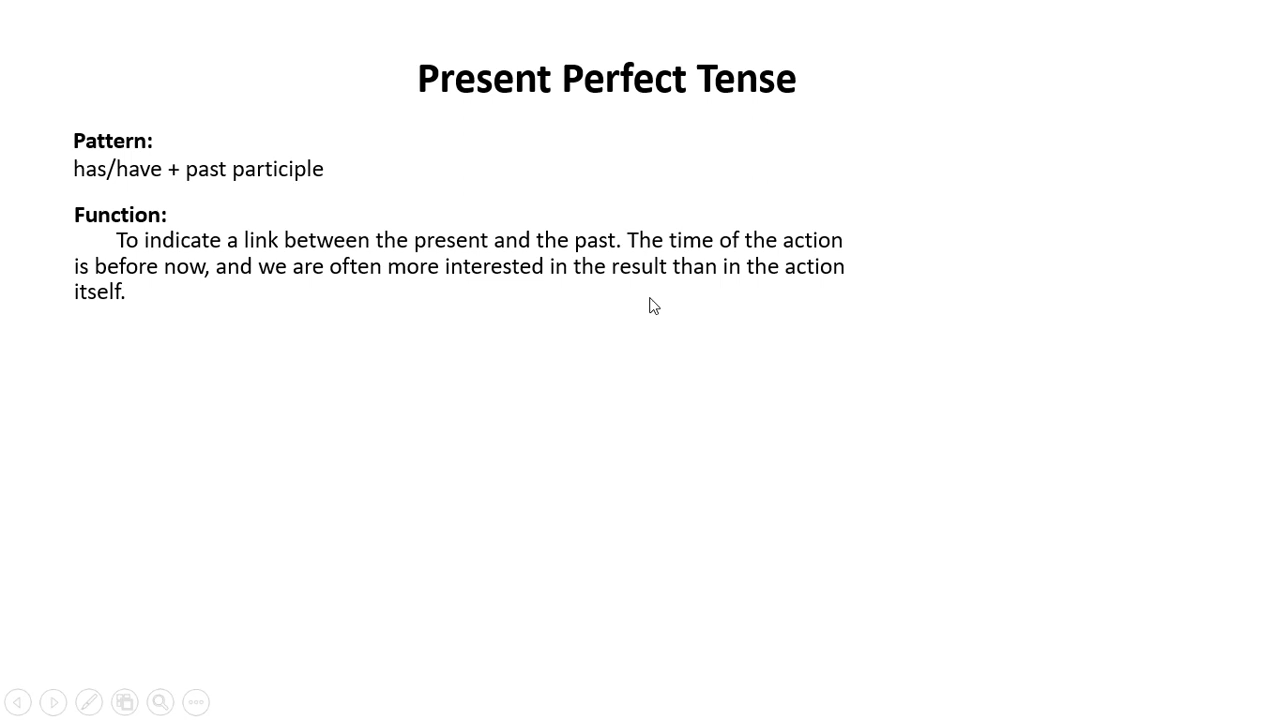 Present Perfect Tense
Pattern:
has/have + past participle
Function:
To indicate a link between the present and the past. The time of the action
is before now, and we are often more interested in the result than in the action
itself.